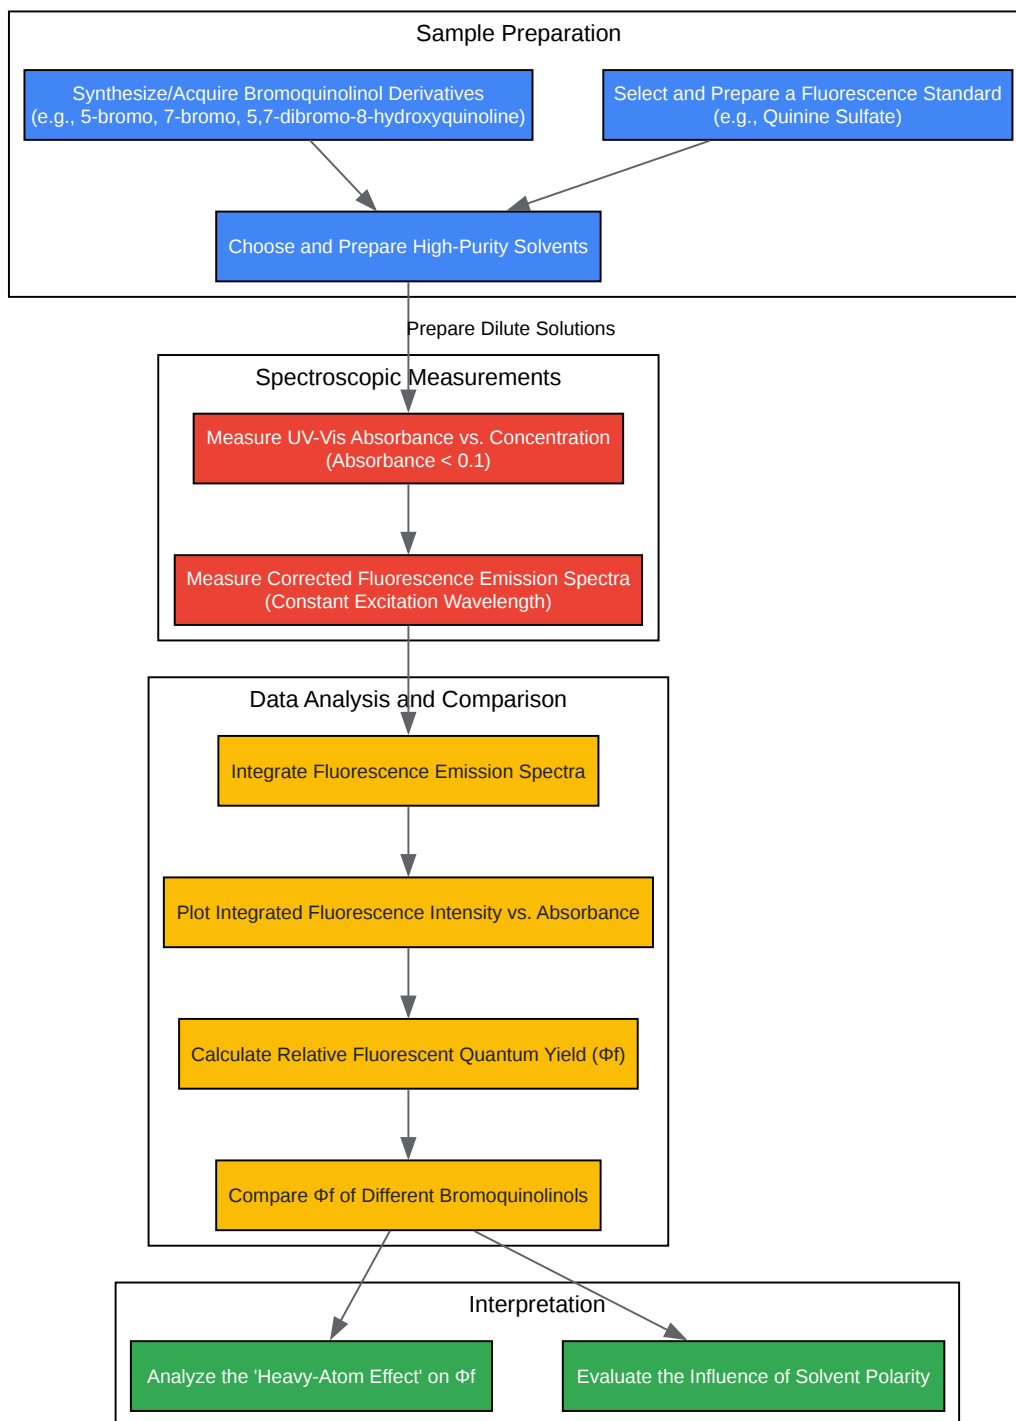 Sample Preparation
Synthesize/Acquire Bromoquinolinol Derivatives
(e.g., 5-bromo, 7-bromo, 5,7-dibromo-8-hydroxyquinoline)
Select and Prepare a Fluorescence Standard
(e.g., Quinine Sulfate)
Choose and Prepare High-Purity Solvents
Prepare Dilute Solutions
Spectroscopic Measurements
Measure UV-Vis Absorbance vs. Concentration
(Absorbance < 0.1)
Measure Corrected Fluorescence Emission Spectra
(Constant Excitation Wavelength)
Data Analysis and Comparison
Integrate Fluorescence Emission Spectra
Plot Integrated Fluorescence Intensity vs. Absorbance
Calculate Relative Fluorescent Quantum Yield (Φf)
Compare Φf of Different Bromoquinolinols
Interpretation
Analyze the 'Heavy-Atom Effect' on Φf
Evaluate the Influence of Solvent Polarity